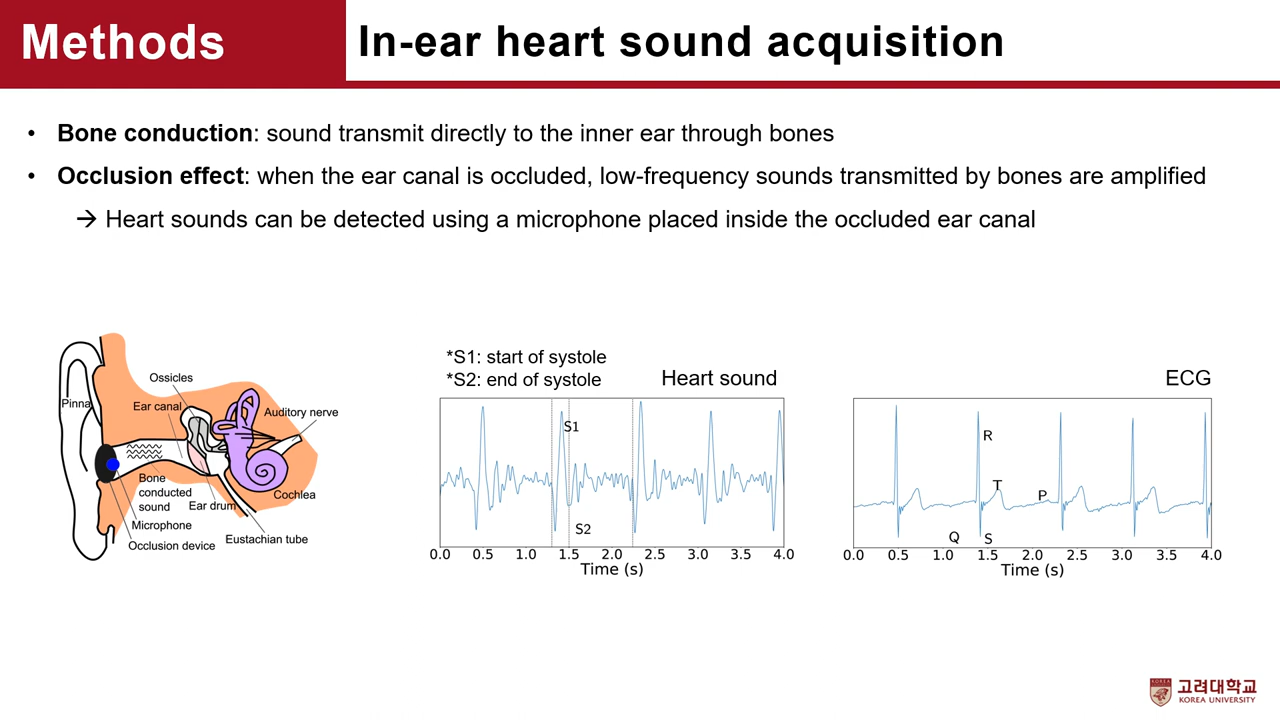 Methods
In-ear heart sound acquisition
• Bone conduction: sound transmit directly to the inner ear through bones
• Occlusion effect: when the ear canal is occluded, low-frequency sounds transmitted by bones are amplified
→ Heart sounds can be detected using a microphone placed inside the occluded ear canal
Ossicles
Pinna
Ear canal
Auditory nerve
Bone
conducted
sound
Ear drum
Cochlea
Microphone
Occlusion device
Eustachian tube
*S1: start of systole
*S2: end of systole
Heart sound
S1
S2
0.0 0.5 1.0 1.5 2.0 2.5 3.0 3.5 4.0
Time (s)
ECG
R
T
P
Q
S
0.0 0.5 1.0 1.5 2.0 2.5 3.0 3.5 4.0
Time (s)
고려대학교
KOREA UNIVERSITY